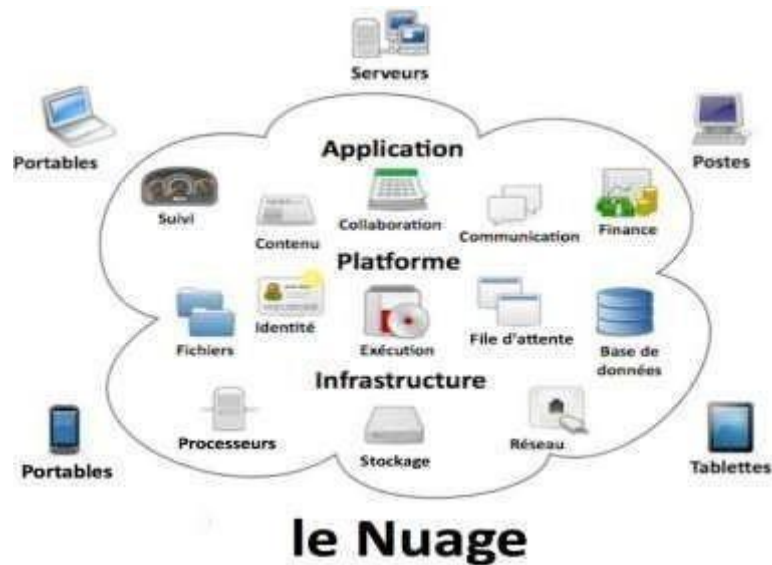 Serveurs
Portables
Postes
Application
Suivi
Contenu
Collaboration
Communication
Finance
Platforme
Fichiers
Identité
Exécution
File d'attente
Base de
données
Infrastructure
Processeurs
Stockage
Réseau
Portables
Tablettes
le Nuage